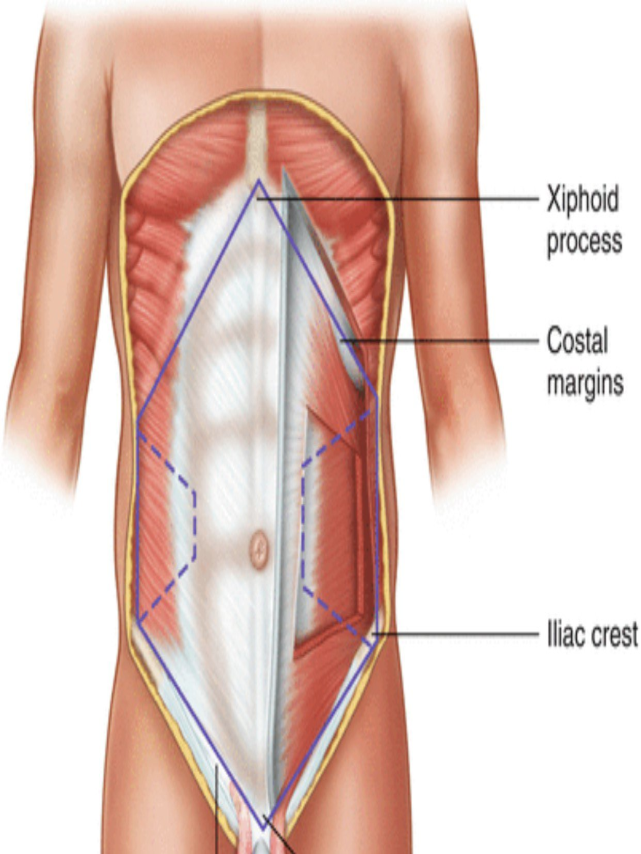 Xiphoid
process
Costal
margins
Iliac crest